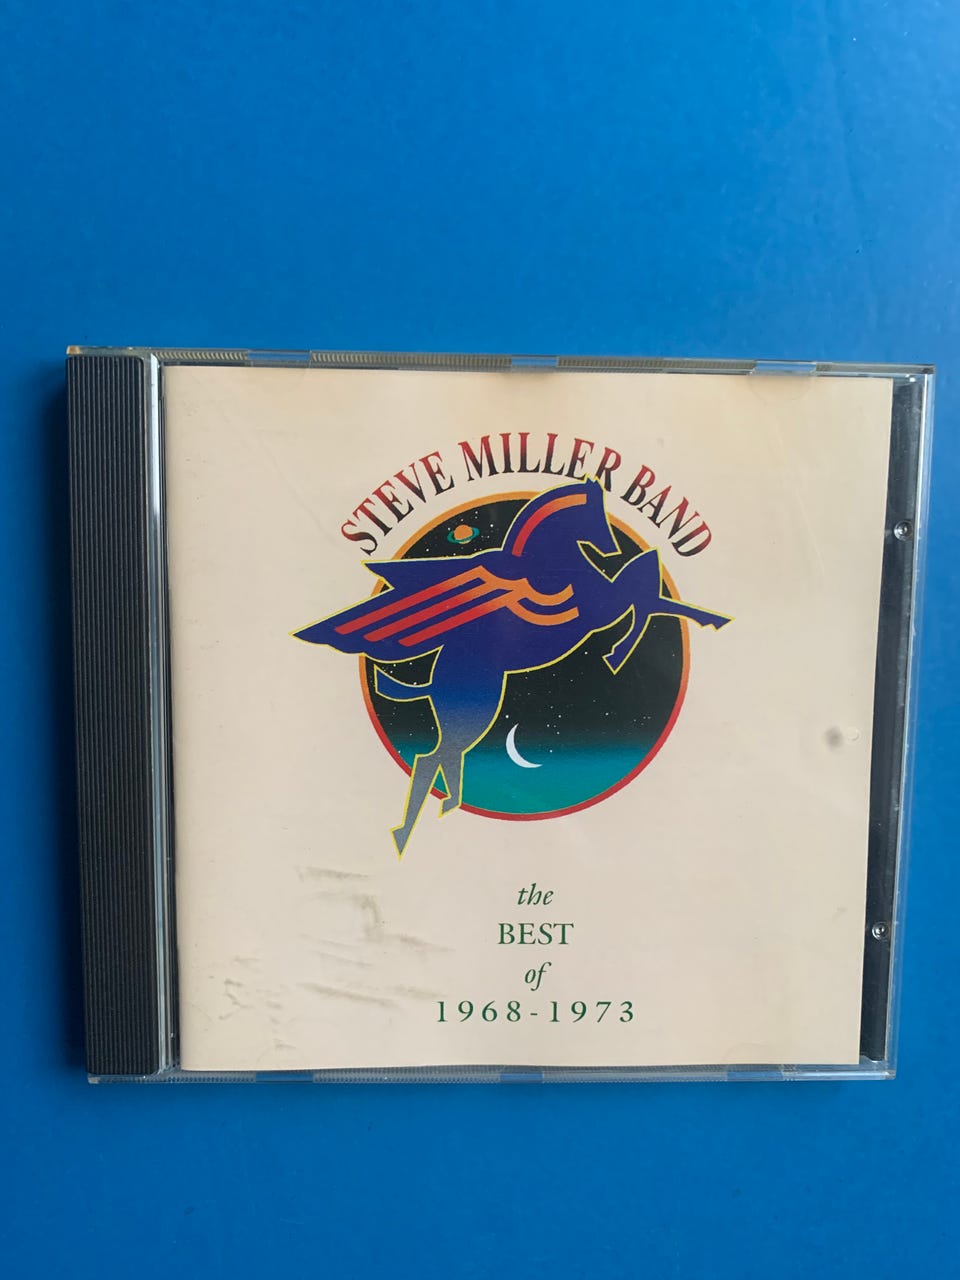 STEVE MILLER BAND
the
BEST
of
1968-1973